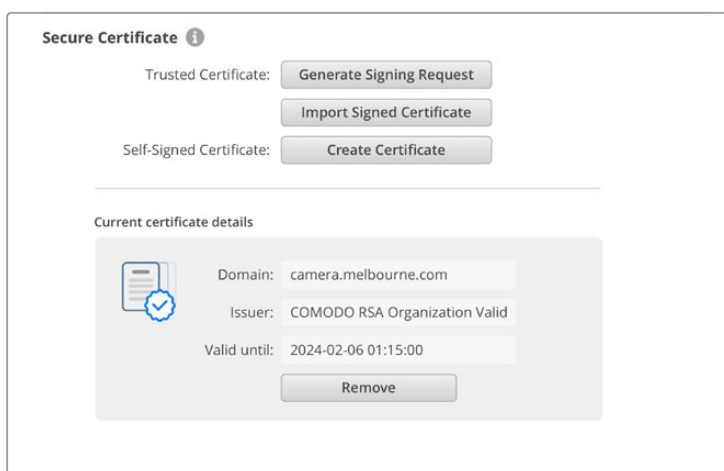 Secure Certificate
Trusted Certificate: Generate Signing Request
Import Signed Certificate
Self-Signed Certificate: Create Certificate
Current certificate details
Domain: camera.melbourne.com
Issuer: COMODO RSA Organization Valid
Valid until: 2024-02-06 01:15:00
Remove